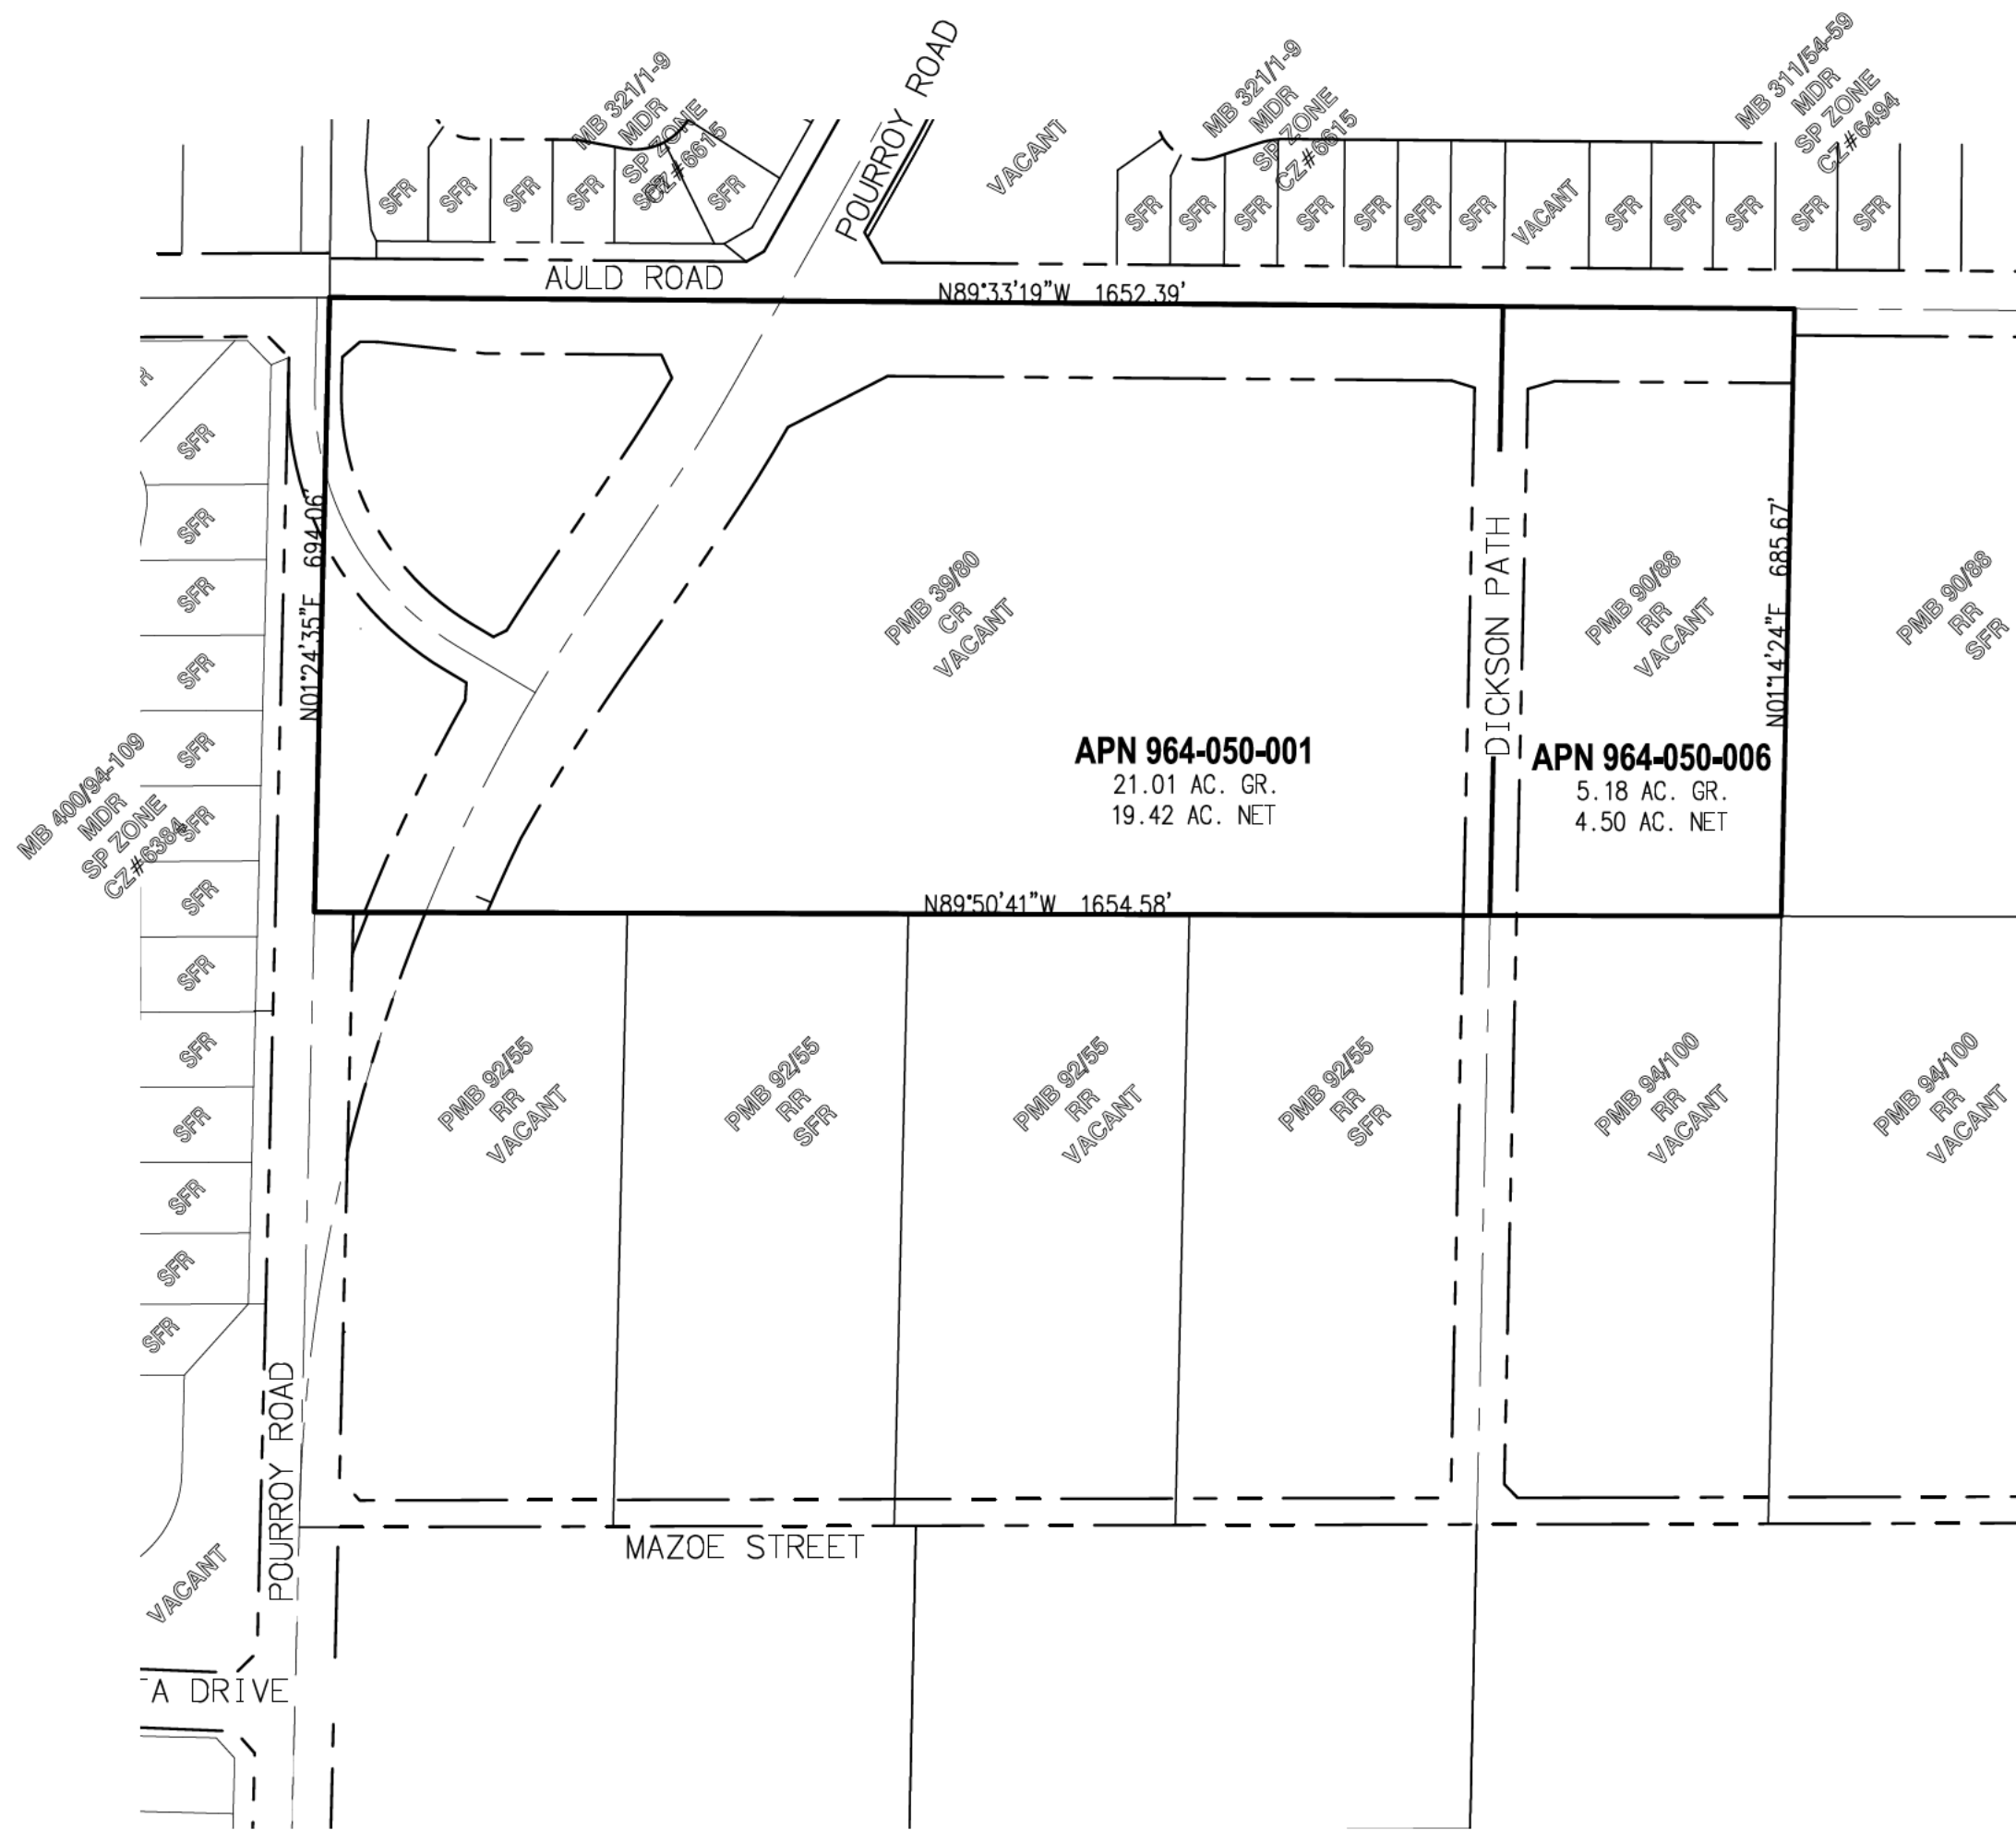 MB 321/1-9
MDR
SP ZONE
CZ#6615
POURROY ROAD
POURROY ROAD
VACANT
MB 321/1-9
MDR
SP ZONE
CZ#6615
MB 311/54-59
MDR
SP ZONE
CZ#6494
SFR
SFR
SFR
SFR
SFR
SFR
SFR
SFR
SFR
SFR
SFR
SFR
SFR
VACANT
SFR
SFR
SFR
SFR
SFR
AULD ROAD
N89°33'19"W 1652.39'
R
SFR
SFR
SFR
SFR
SFR
SFR
SFR
SFR
SFR
SFR
SFR
SFR
SFR
N01°24'35"E 694.06'
PMB 39/80
CR
VACANT
DICKSON PATH
PMB 90/88
RR
VACANT
N01°14'24"E 685.67'
PMB 90/88
RR
SFR
MB 400/94-109
MDR
SP ZONE
CZ#6384
APN 964-050-001
21.01 AC. GR.
19.42 AC. NET
APN 964-050-006
5.18 AC. GR.
4.50 AC. NET
N89°50'41"W 1654.58'
PMB 92/55
RR
VACANT
PMB 92/55
RR
SFR
PMB 92/55
RR
VACANT
PMB 92/55
RR
SFR
PMB 94/100
RR
VACANT
PMB 94/100
RR
VACANT
POURROY ROAD
MAZOE STREET
VACANT
TA DRIVE